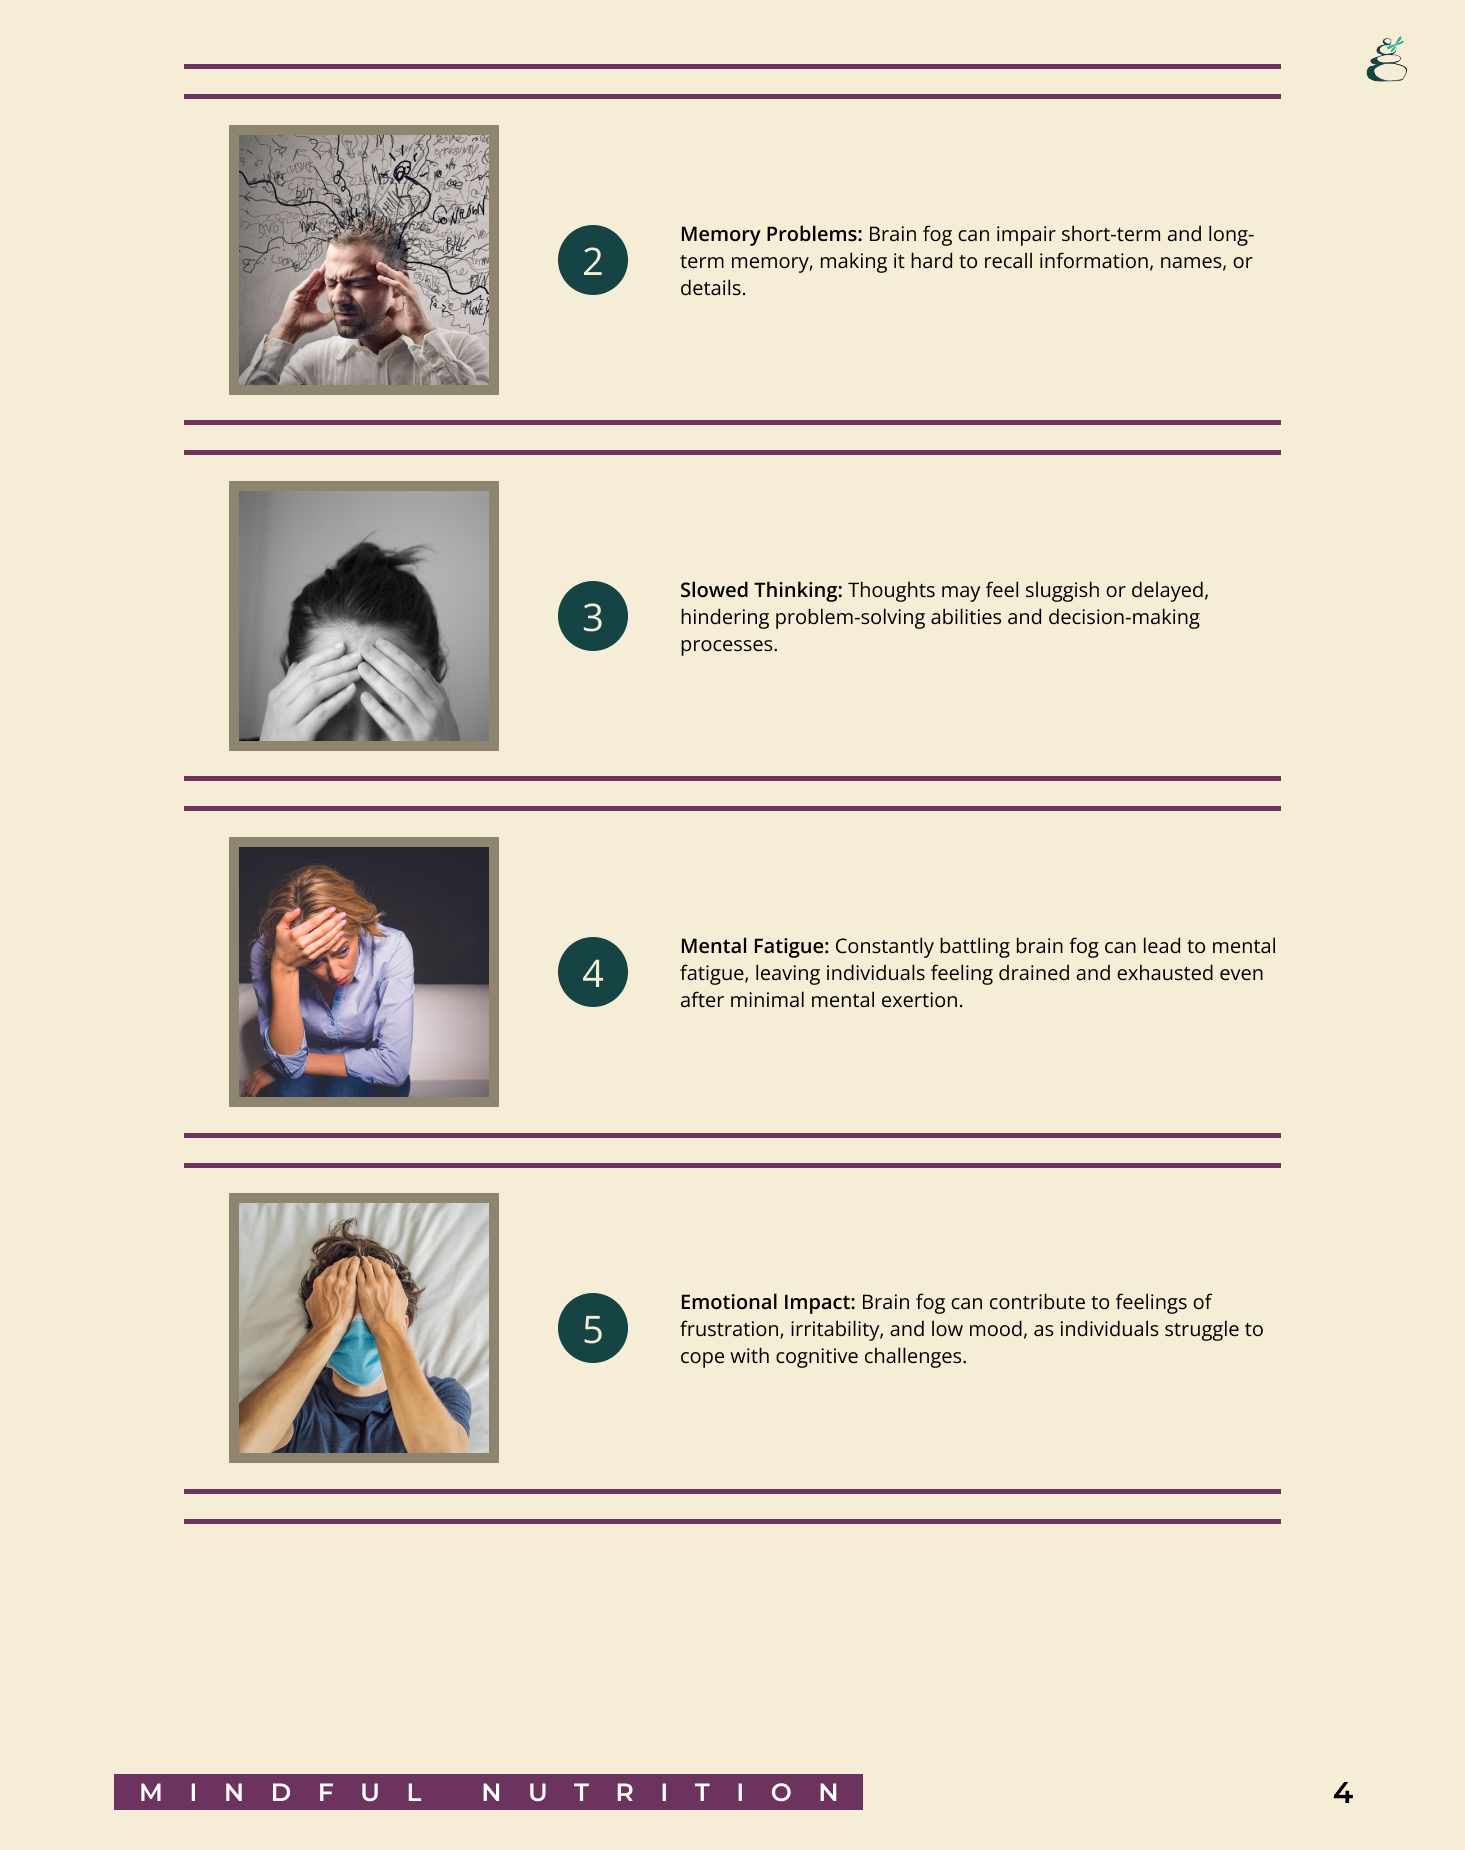 2
Memory Problems: Brain fog can impair short-term and long-
term memory, making it hard to recall information, names, or
details.
CONFUSION
3
Slowed Thinking: Thoughts may feel sluggish or delayed,
hindering problem-solving abilities and decision-making
processes.
4
Mental Fatigue: Constantly battling brain fog can lead to mental
fatigue, leaving individuals feeling drained and exhausted even
after minimal mental exertion.
5
Emotional Impact: Brain fog can contribute to feelings of
frustration, irritability, and low mood, as individuals struggle to
cope with cognitive challenges.
MINDFUL NUTRITION
4